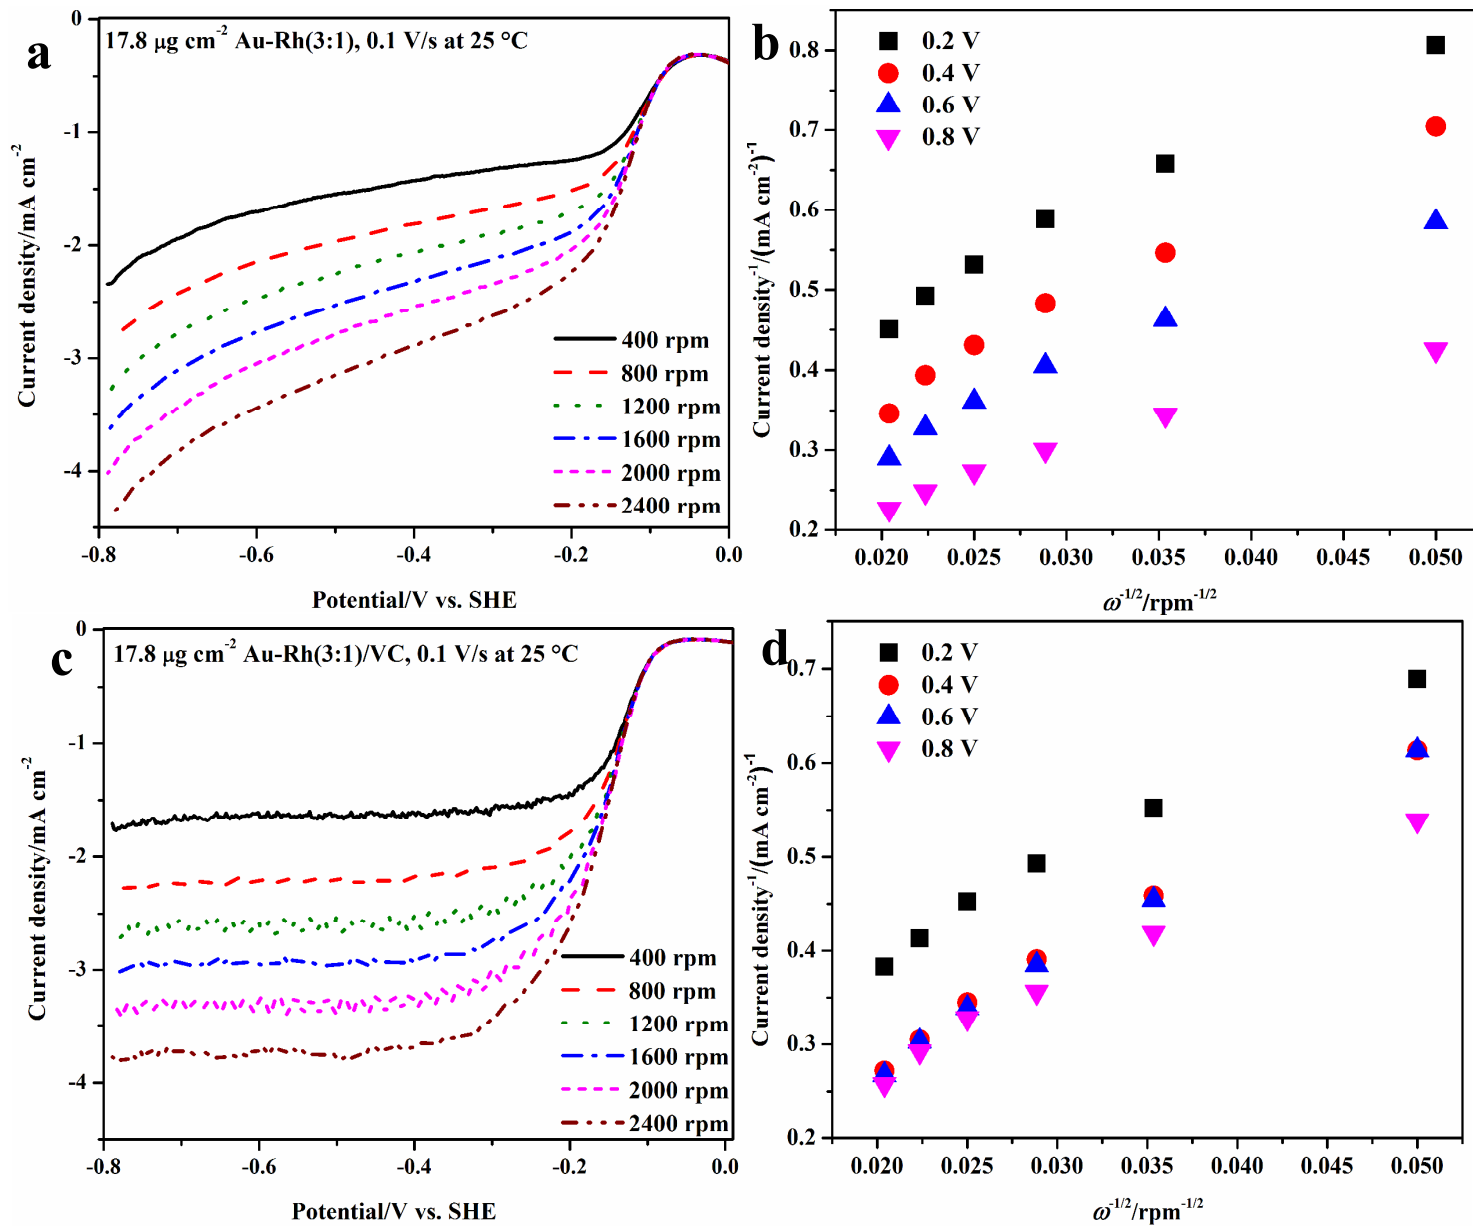 a
17.8 μg cm-2 Au-Rh(3:1), 0.1 V/s at 25 °C
Current density/mA cm-2
0
-1
-2
-3
-4
400 rpm
800 rpm
1200 rpm
1600 rpm
2000 rpm
2400 rpm
-0.8
-0.6
-0.4
-0.2
0.0
Potential/V vs. SHE
b
0.2 V
0.4 V
0.6 V
0.8 V
Current density-1/(mA cm-2)-1
0.8
0.7
0.6
0.5
0.4
0.3
0.2
0.020
0.025
0.030
0.035
0.040
0.045
0.050
ω-1/2/rpm-1/2
c
17.8 μg cm-2 Au-Rh(3:1)/VC, 0.1 V/s at 25 °C
Current density/mA cm-2
0
-1
-2
-3
-4
400 rpm
800 rpm
1200 rpm
1600 rpm
2000 rpm
2400 rpm
-0.8
-0.6
-0.4
-0.2
0.0
Potential/V vs. SHE
d
0.2 V
0.4 V
0.6 V
0.8 V
Current density-1/(mA cm-2)-1
0.7
0.6
0.5
0.4
0.3
0.2
0.020
0.025
0.030
0.035
0.040
0.045
0.050
ω-1/2/rpm-1/2